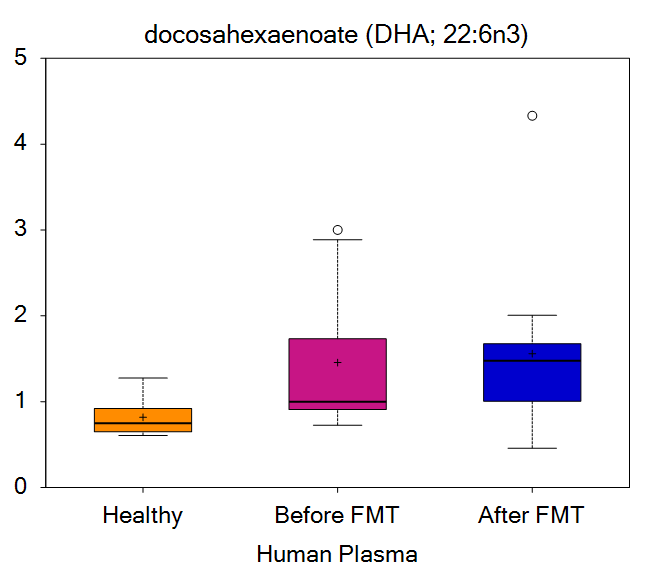 docosahexaenoate (DHA; 22:6n3)
5
4
3
2
1
0
Healthy Before FMT After FMT
Human Plasma